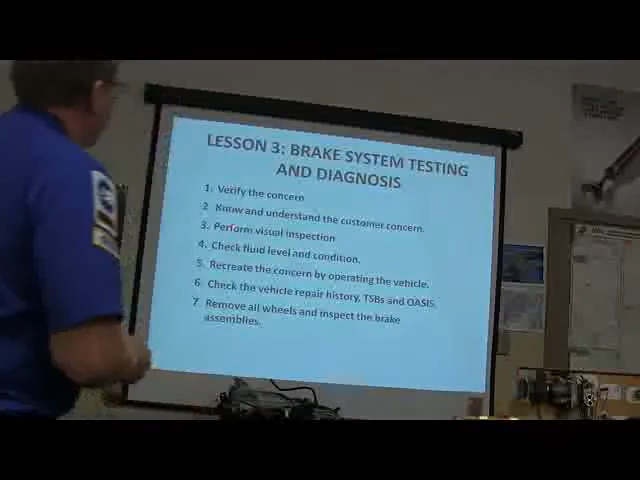 LESSON 3: BRAKE SYSTEM TESTING
AND DIAGNOSIS
1. Verify the concern
2 Know and understand the customer concern.
3. Perform visual inspection
4. Check fluid level and condition.
5. Recreate the concern by operating the vehicle.
6. Check the vehicle repair history, TSBs and OASIS.
7. Remove all wheels and inspect the brake
assemblies.